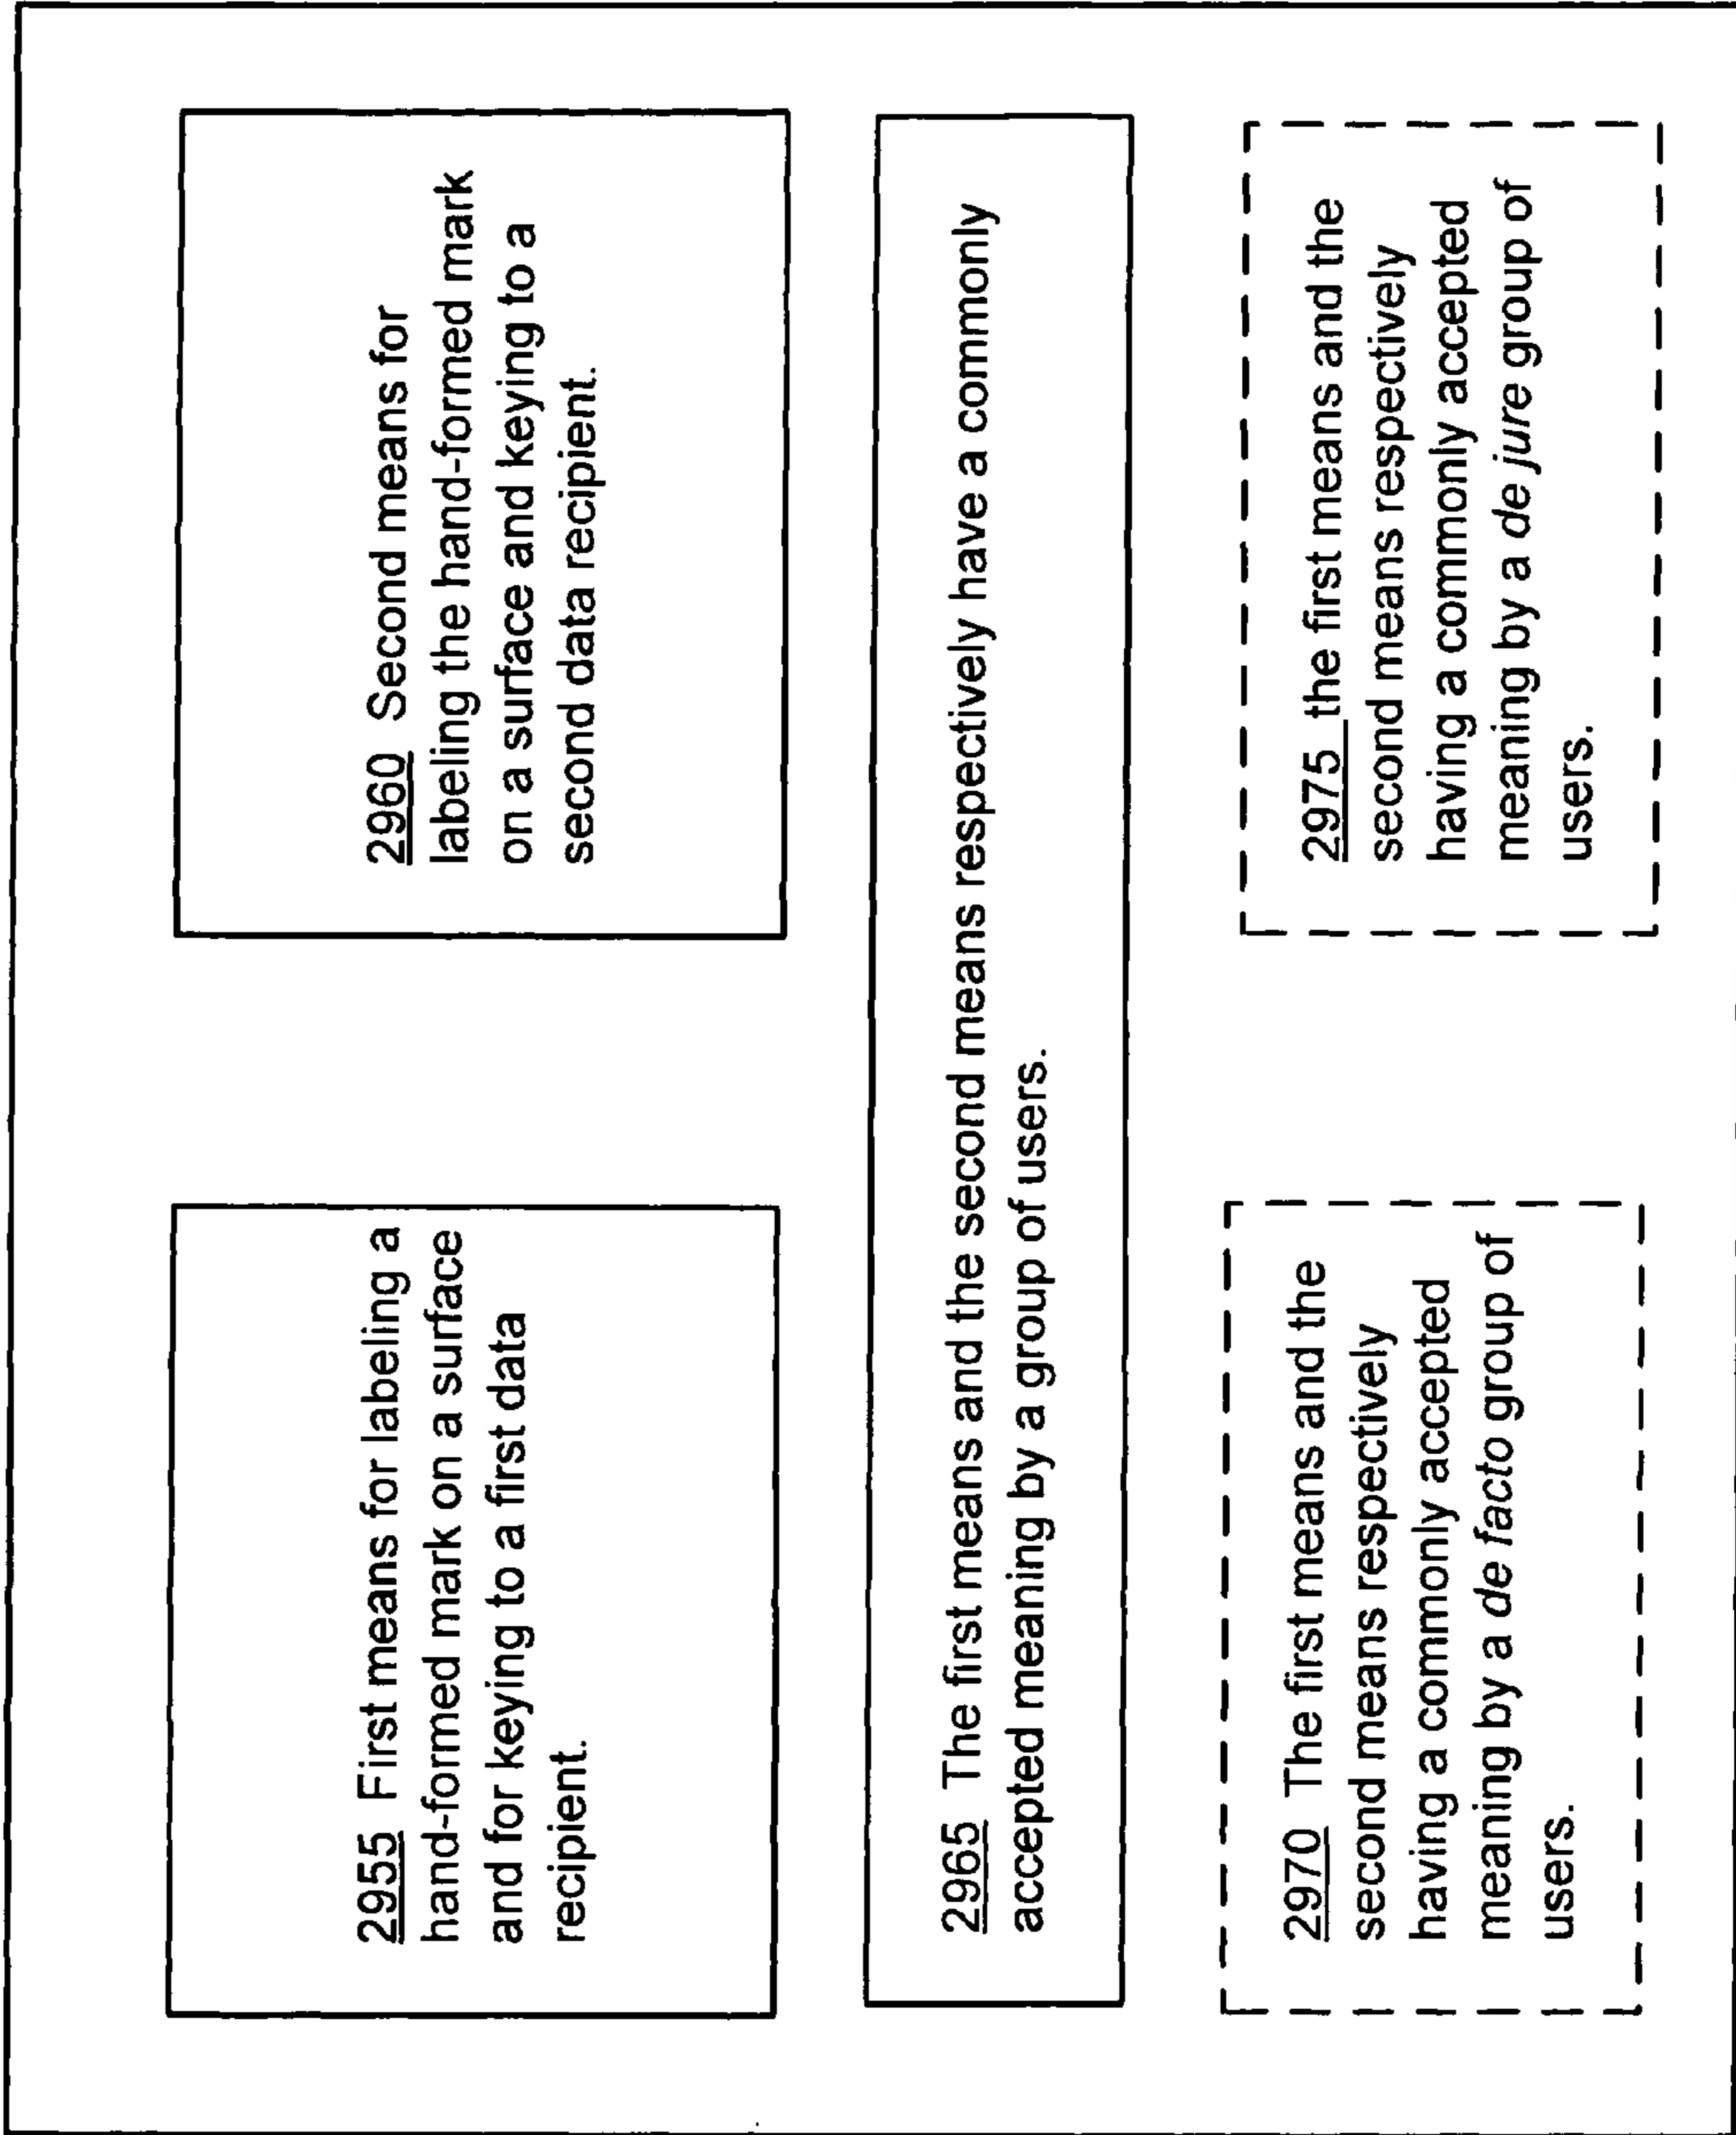 2955 First means for labeling a
hand-formed mark on a surface
and for keying to a first data
recipient.
2960 Second means for
labeling the hand-formed mark
on a surface and keying to a
second data recipient.
2965 The first means and the second means respectively have a commonly
accepted meaning by a group of users.
2970 The first means and the
second means respectively
having a commonly accepted
meaning by a de facto group of
users.
2975 the first means and the
second means respectively
having a commonly accepted
meaning by a de jure group of
users.